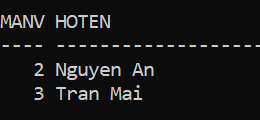 MANV HOTEN
---- --------------------
2 Nguyen An
3 Tran Mai